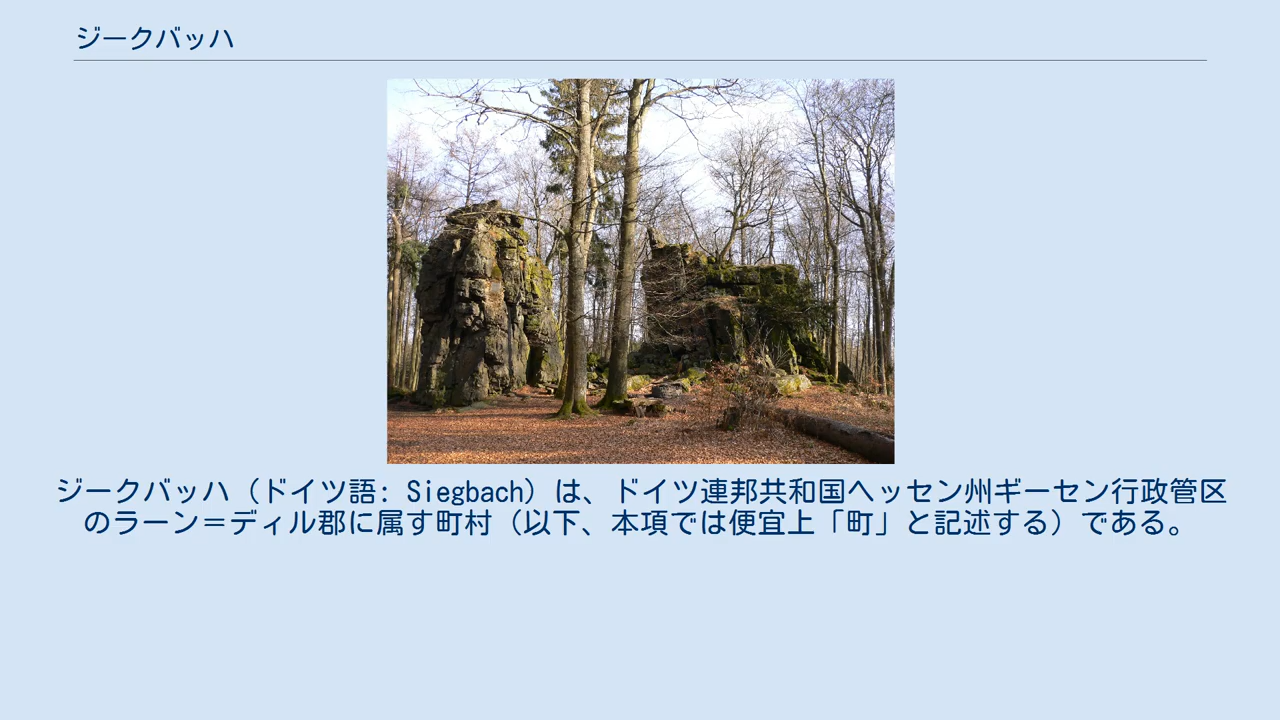 ジークバッハ
ジークバッハ（ドイツ語: Siegbach）は、ドイツ連邦共和国ヘッセン州ギーセン行政管区
のラーン＝ディル郡に属す町村（以下、本項では便宜上「町」と記述する）である。